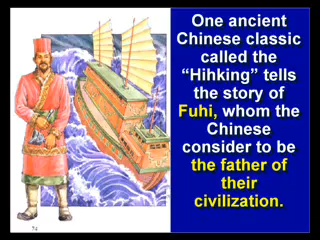 One ancient
Chinese classic
called the
“Hihking” tells
the story of
Fuhi, whom the
Chinese
consider to be
the father of
their
civilization.
74